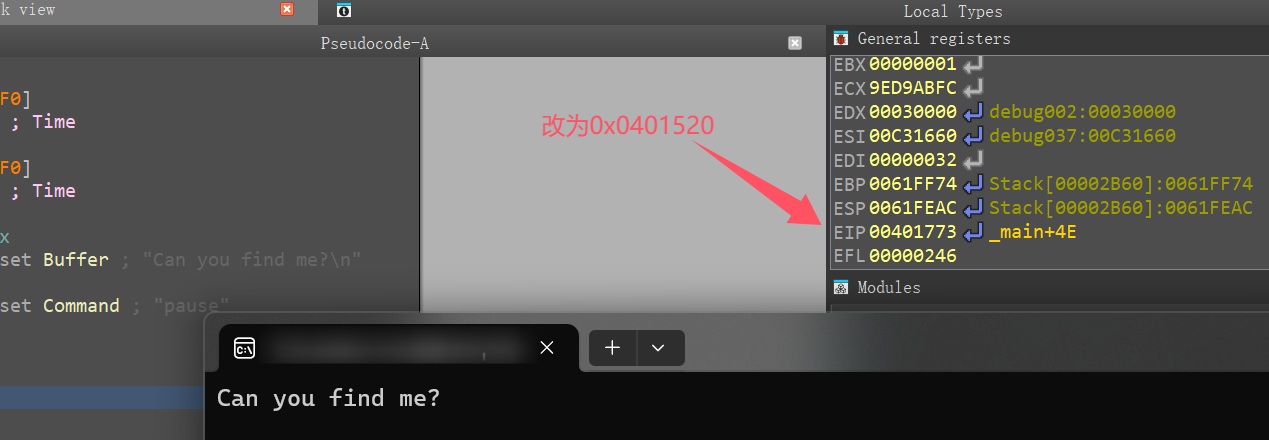 k view
Local Types
Pseudocode-A
General registers
F0]
; Time
F0]
; Time
x
set Buffer ; "Can you find me?\n"
set Command ; "pause"
改为0x0401520
EBX 00000001
ECX 9ED9ABFC
EDX 00030000 debug002:00030000
ESI 00C31660 debug037:00C31660
EDI 00000032
EBP 0061FF74 Stack[00002B60]:0061FF74
ESP 0061FEAC Stack[00002B60]:0061FEAC
EIP 00401773 _main+4E
EFL 00000246
Modules
Can you find me?